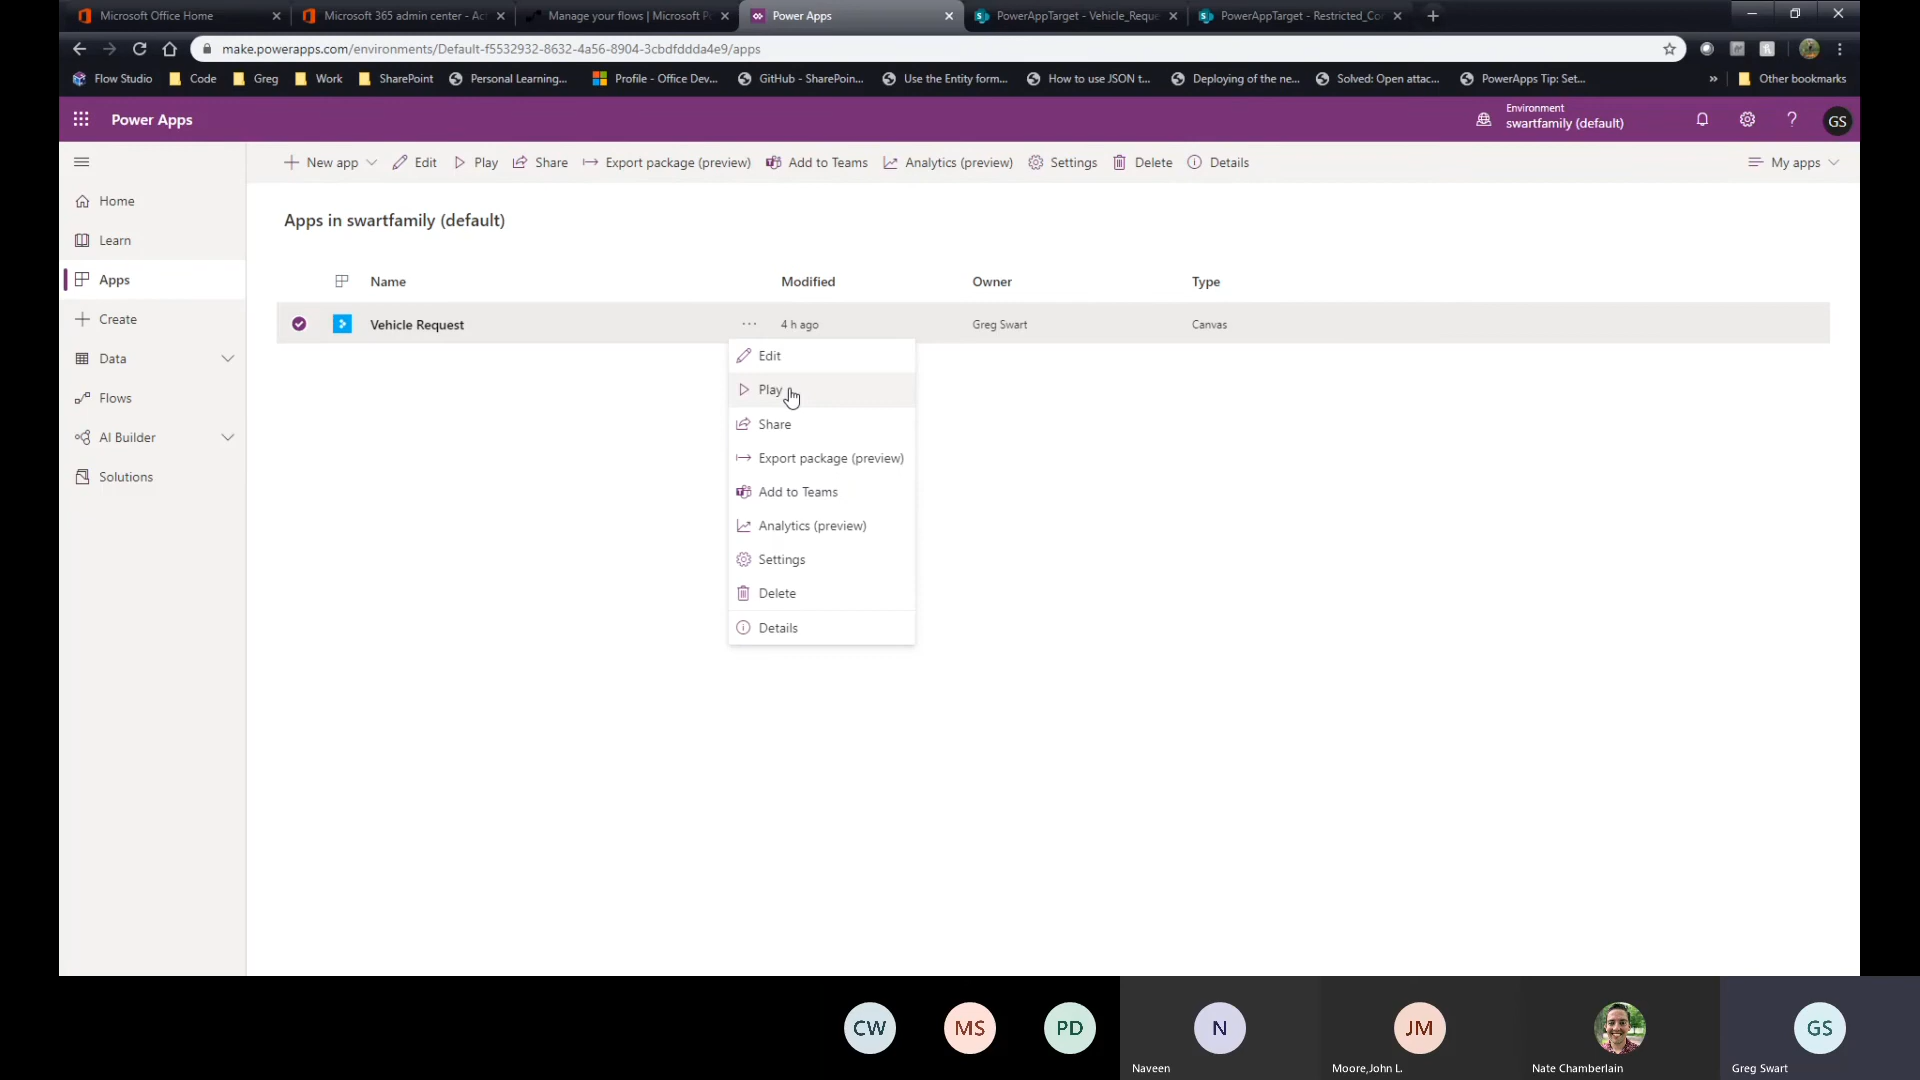 Microsoft Office Home
Microsoft 365 admin center - Ac
Manage your flows | Microsoft P
Power Apps
PowerAppTarget - Vehicle_Reque
PowerAppTarget - Restricted_Co
make.powerapps.com/environments/Default-f5532932-8632-4a56-8904-3cbdfddda4e9/apps
Flow Studio
Code
Greg
Work
SharePoint
Personal Learning...
Profile - Office Dev...
GitHub - SharePoin...
Use the Entity form...
How to use JSON t...
Deploying of the ne...
Solved: Open attac...
PowerApps Tip: Set...
»
Other bookmarks
Power Apps
Environment
swartfamily (default)
GS
New app
Edit
Play
Share
Export package (preview)
Add to Teams
Analytics (preview)
Settings
Delete
Details
My apps
Home
Learn
Apps
Create
Data
Flows
AI Builder
Solutions
Apps in swartfamily (default)
Name
Modified
Owner
Type
Vehicle Request
...
4 h ago
Greg Swart
Canvas
Edit
Play
Share
Export package (preview)
Add to Teams
Analytics (preview)
Settings
Delete
Details
CW
MS
PD
N
JM
GS
Naveen
Moore,John L.
Nate Chamberlain
Greg Swart